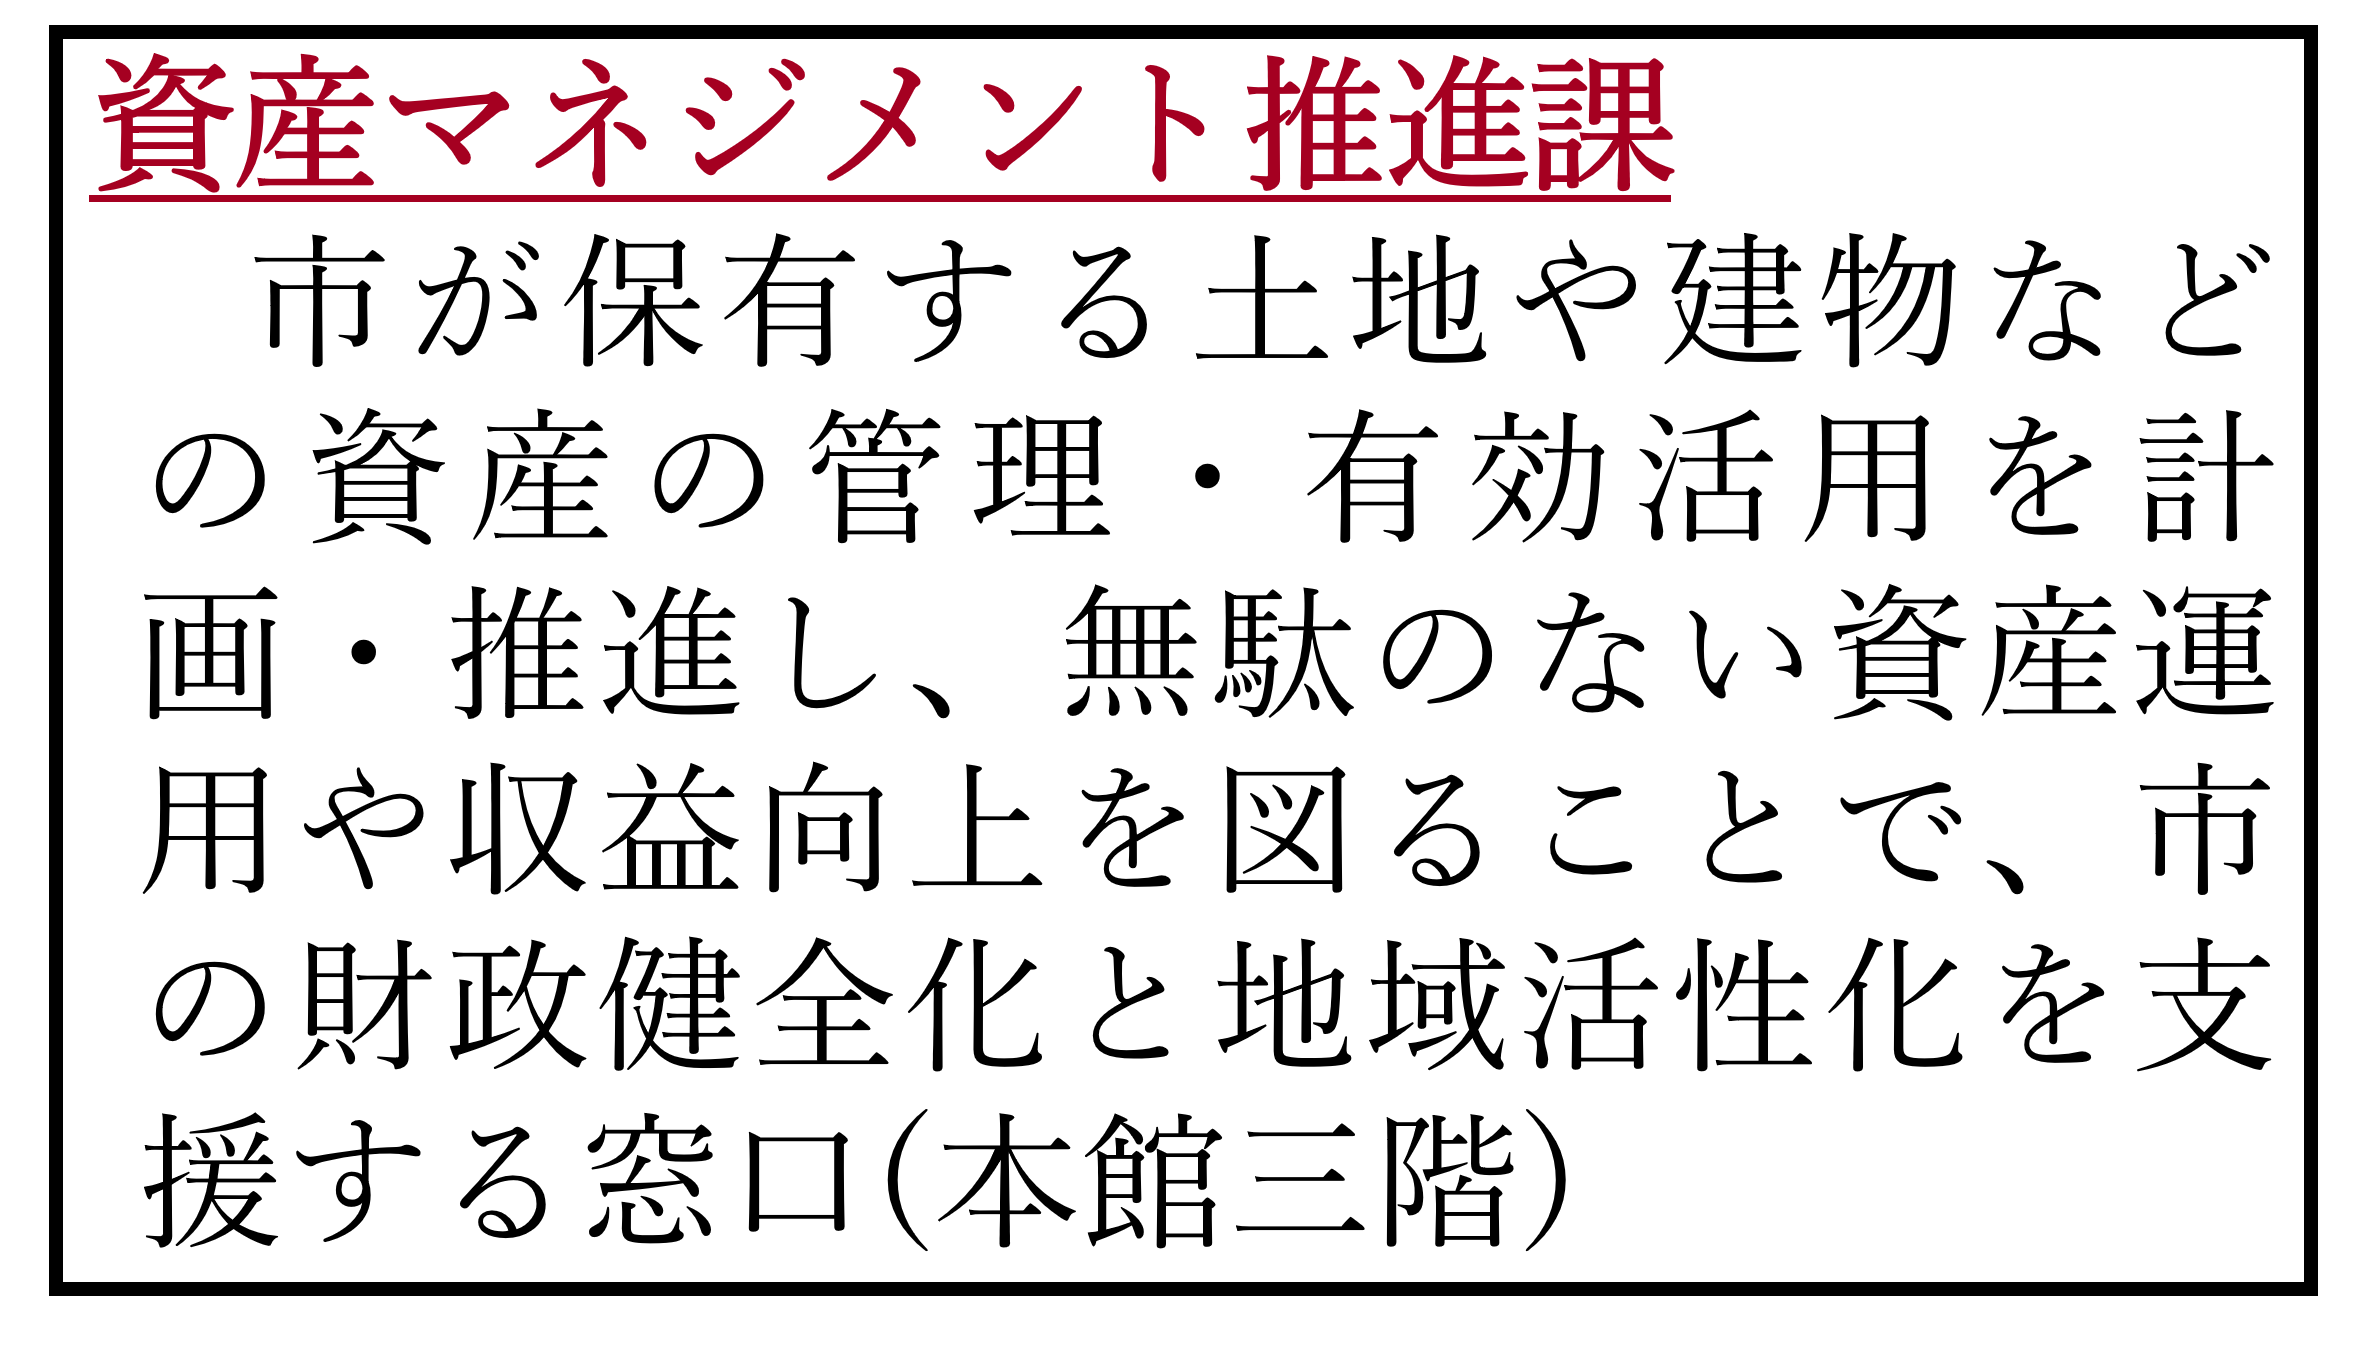 資産マネジメント推進課
市が保有する土地や建物など
の資産の管理・有効活用を計
画・推進し、無駄のない資産運
用や収益向上を図ることで、市
の財政健全化と地域活性化を支
援する窓口(本館三階)